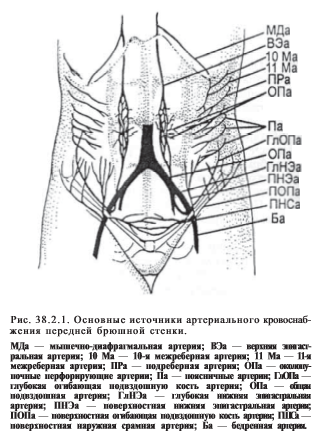 МДа
ВЭа
10 Ма
11 Ма
ПРа
ОПа
Па
ГлОПа
ОПа
ГлНЭа
ПНЭа
ПОПа
ПНСа
Ба
Рис. 38.2.1. Основные источники артериального кровоснаб-
жения передней брюшной стенки.
МДа — мышечно-диафрагмальная артерия; ВЭа — верхняя эпигаст-
ральная артерия; 10 Ма — 10-я межреберная артерия; 11 Ма — 11-я
межреберная артерия; ПРа — подреберная артерия; ОПа — околопу-
почные перфорирующие артерии; Па — поясничные артерии; ГлОПа —
глубокая огибающая подвздошную кость артерия; ОПа — общая
подвздошная артерия; ГлНЭа — глубокая нижняя эпигастральная
артерия; ПНЭа — поверхностная нижняя эпигастральная артерия;
ПОПа — поверхностная огибающая подвздошную кость артерия; ПНСа —
поверхностная наружная срамная артерия; Ба — бедренная артерия.